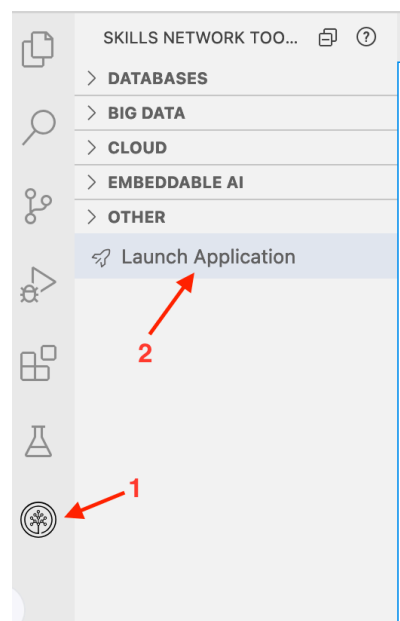 SKILLS NETWORK TOO...
DATABASES
BIG DATA
CLOUD
EMBEDDABLE AI
OTHER
Launch Application
2
1